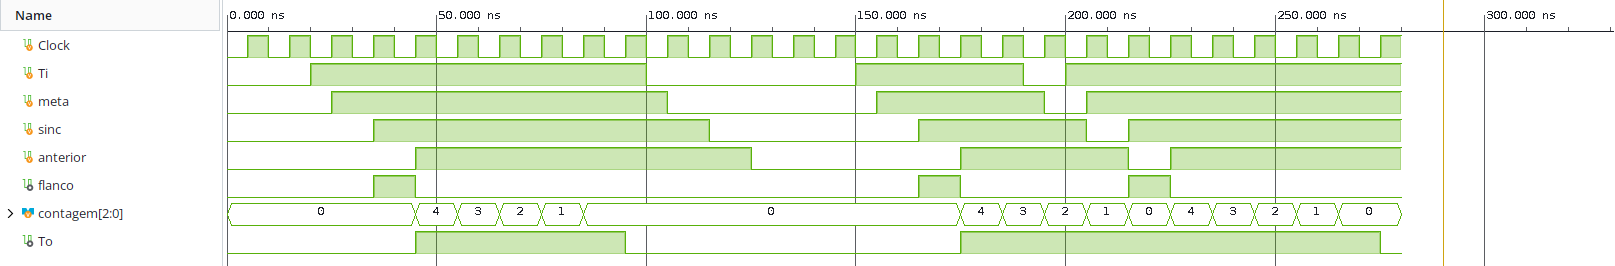 Name 0.000 ns 50.000 ns 100.000 ns 150.000 ns 200.000 ns 250.000 ns 300.000 ns
Clock
Ti
meta
sinc
anterior
flanco
contagem[2:0] 0 4 3 2 1 0 4 3 2 1 0 4 3 2 1 0
To